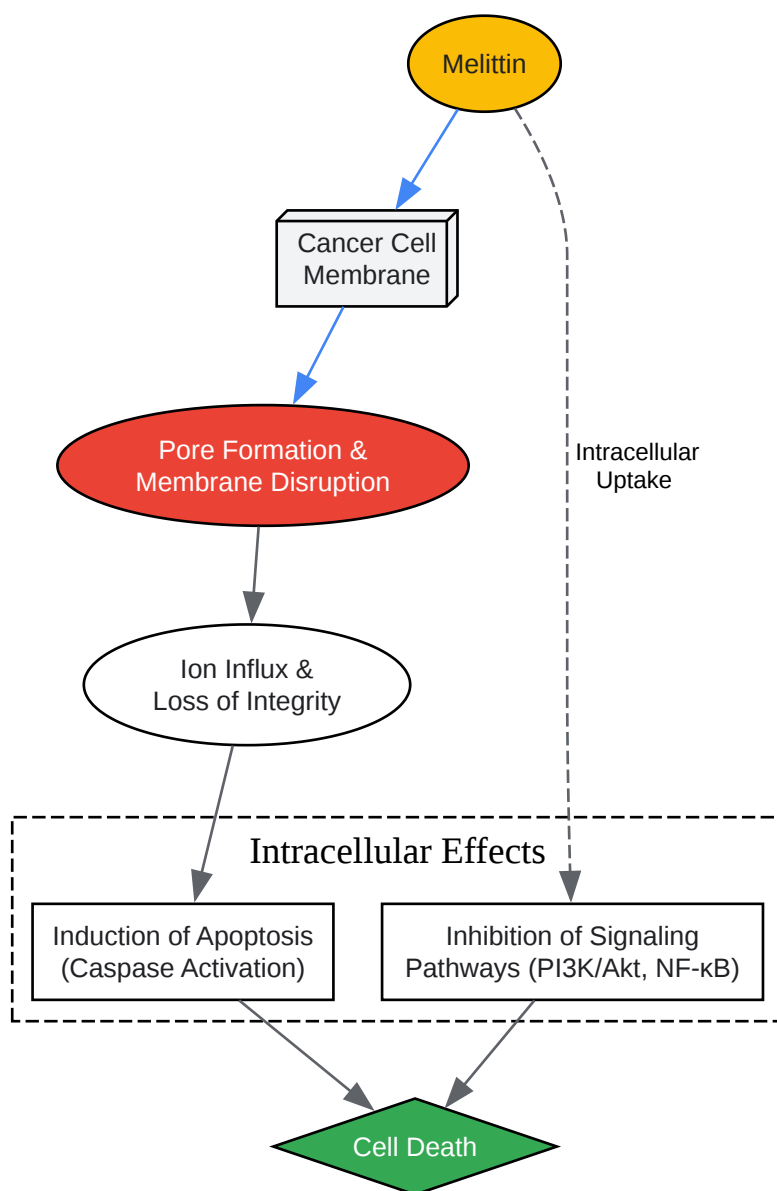 Melittin
Cancer Cell
Membrane
Pore Formation &
Membrane Disruption
Intracellular
Uptake
Ion Influx &
Loss of Integrity
Intracellular Effects
Induction of Apoptosis
(Caspase Activation)
Inhibition of Signaling
Pathways (PI3K/Akt, NF-κB)
Cell Death